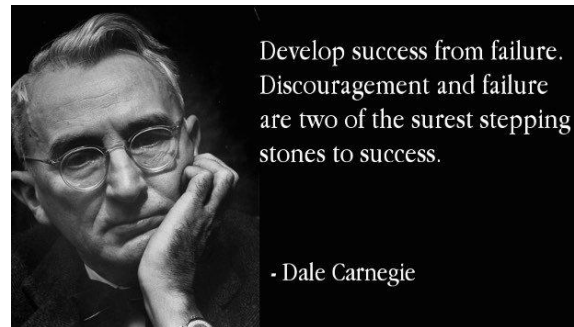 Develop success from failure.
Discouragement and failure
are two of the surest stepping
stones to success.
- Dale Carnegie